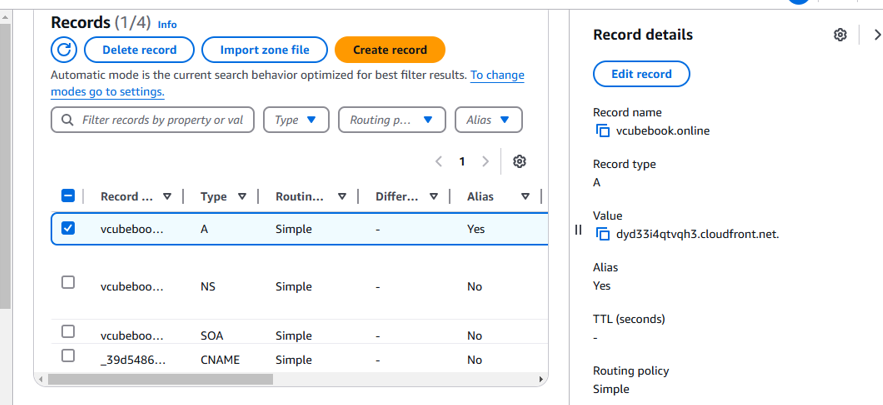 Records (1/4) Info
Delete record
Import zone file
Create record
Automatic mode is the current search behavior optimized for best filter results. To change
modes go to settings.
Filter records by property or val
Type
Routing p...
Alias
1
Record ...
Type
Routin...
Differ...
Alias
vcubeboo...
A
Simple
-
Yes
vcubeboo...
NS
Simple
-
No
vcubeboo...
SOA
Simple
-
No
_39d5486...
CNAME
Simple
-
No
Record details
Edit record
Record name
vcubebook.online
Record type
A
Value
dyd33i4qtvqh3.cloudfront.net.
Alias
Yes
TTL (seconds)
-
Routing policy
Simple